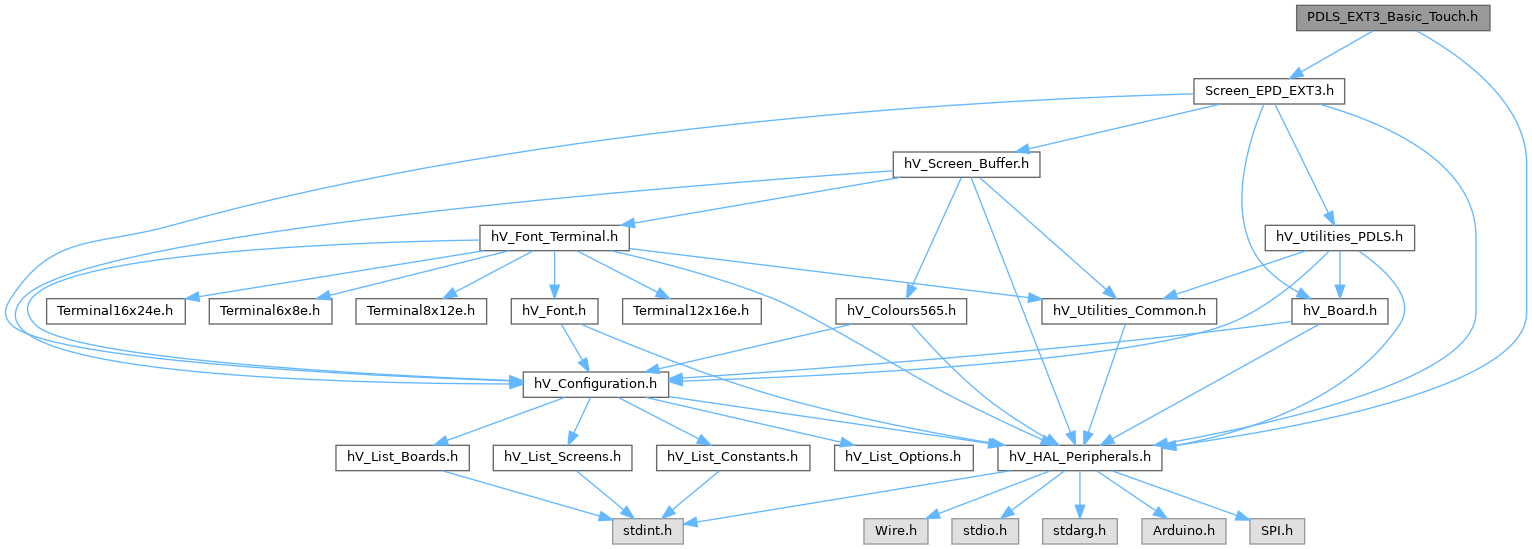 PDLS_EXT3_Basic_Touch.h
Screen_EPD_EXT3.h
hV_Screen_Buffer.h
hV_Font_Terminal.h
hV_Utilities_PDLS.h
Terminal16x24e.h
Terminal6x8e.h
Terminal8x12e.h
hV_Font.h
Terminal12x16e.h
hV_Colours565.h
hV_Utilities_Common.h
hV_Board.h
hV_Configuration.h
hV_List_Boards.h
hV_List_Screens.h
hV_List_Constants.h
hV_List_Options.h
hV_HAL_Peripherals.h
stdint.h
Wire.h
stdio.h
stdarg.h
Arduino.h
SPI.h